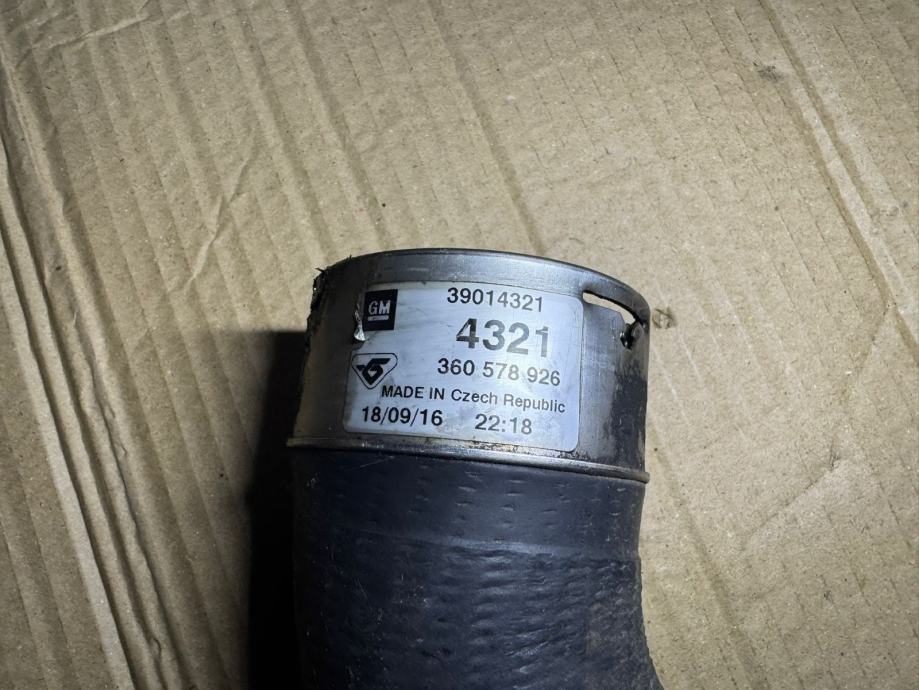 39014321
GM
4321
360 578 926
MADE IN Czech Republic
18/09/16 22:18